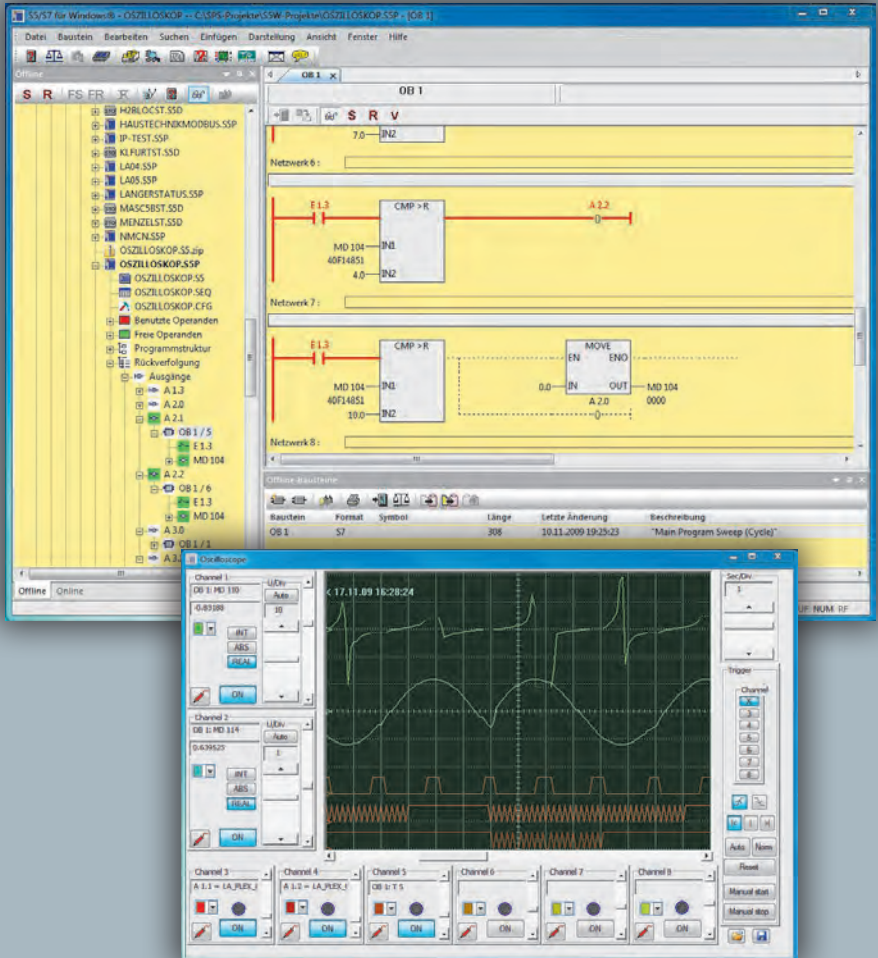 S5/S7 für Windows® - OSZILLOSKOP -- C:\SPS-Projekte\S5W-Projekte\OSZILLOSKOP.S5P - [OB 1]
Datei Baustein Bearbeiten Suchen Einfügen Darstellung Ansicht Fenster Hilfe
Offline
S R FS FR
H2BLOCST.S5D
HAUSTECHNIKMODBUS.S5P
IP-TEST.S5P
KLFURTST.S5D
LA04.S5P
LA05.S5P
LANGERSTATUS.S5P
MASC5BST.S5D
MENZELST.S5D
NMCN.S5P
OSZILLOSKOP.S5.zip
OSZILLOSKOP.S5P
OSZILLOSKOP.S5
OSZILLOSKOP.SEQ
OSZILLOSKOP.CFG
Benutzte Operanden
Freie Operanden
Programmstruktur
Rückverfolgung
Ausgänge
A 1.3
A 2.0
A 2.1
OB 1 / 5
E 1.3
MD 104
A 2.2
OB 1 / 6
E 1.3
MD 104
A 3.0
OB 1 / 1
Offline Online
OB 1
OB 1
S R V
7.0 IN2
Netzwerk 6 :
E 1.3 CMP >R A 2.2
MD 104 IN1
40F14851
4.0 IN2
Netzwerk 7 :
E 1.3 CMP >R MOVE
EN ENO
MD 104 IN1 0.0 IN OUT MD 104
40F14851 A 2.0 0000
10.0 IN2
Netzwerk 8 :
Offline-Bausteine
Baustein Format Symbol Länge Letzte Änderung Beschreibung
OB 1 S7 308 10.11.2009 19:25:23 "Main Program Sweep (Cycle)"
UF NUM RF
Oscilloscope
Channel 1
OB 1: MD 110
-0.83180
U/Div
Auto
10
INT
ABS
REAL
ON
Channel 2
OB 1: MD 114
0.639523
U/Div
Auto
1
INT
ABS
REAL
ON
< 17.11.09 16:28:24
Sec/Div.
1
Trigger
Channel
3
4
5
6
7
8
Auto Norm
Reset
Manual start
Manual stop
Channel 3
A 1.1 = LA_FLEX_
ON
Channel 4
A 1.2 = LA_FLEX_
ON
Channel 5
OB 1: T 5
ON
Channel 6
ON
Channel 7
ON
Channel 8
ON